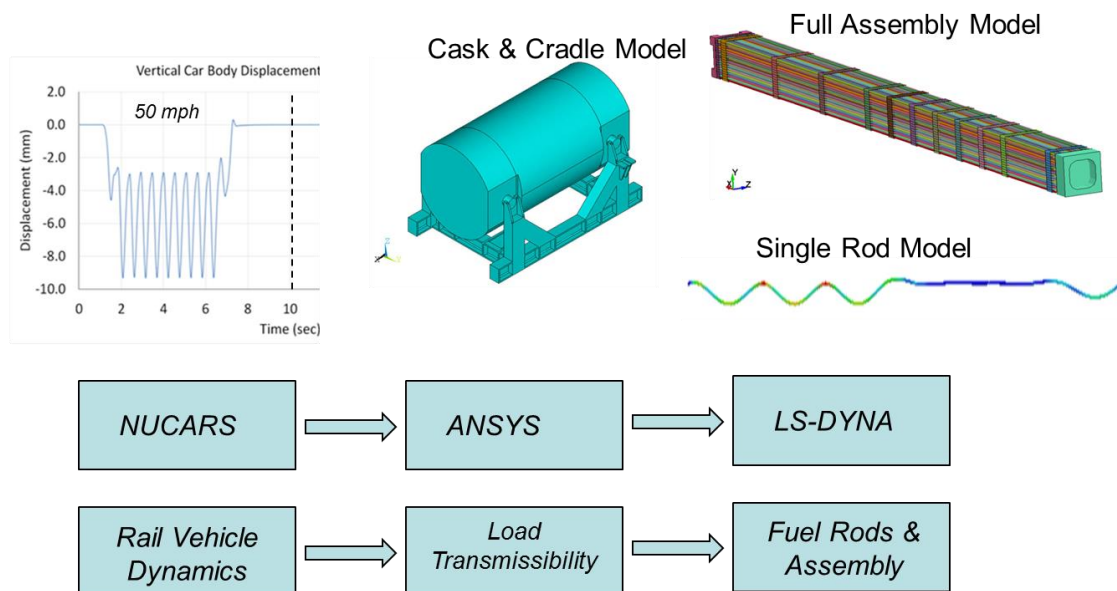 Full Assembly Model
Cask & Cradle Model
Vertical Car Body Displacement
50 mph
2.0
0.0
-2.0
-4.0
-6.0
-8.0
-10.0
Displacement (mm)
0 2 4 6 8 10
Time (sec)
Y
Z
Single Rod Model
NUCARS
ANSYS
LS-DYNA
Rail Vehicle
Dynamics
Load
Transmissibility
Fuel Rods &
Assembly